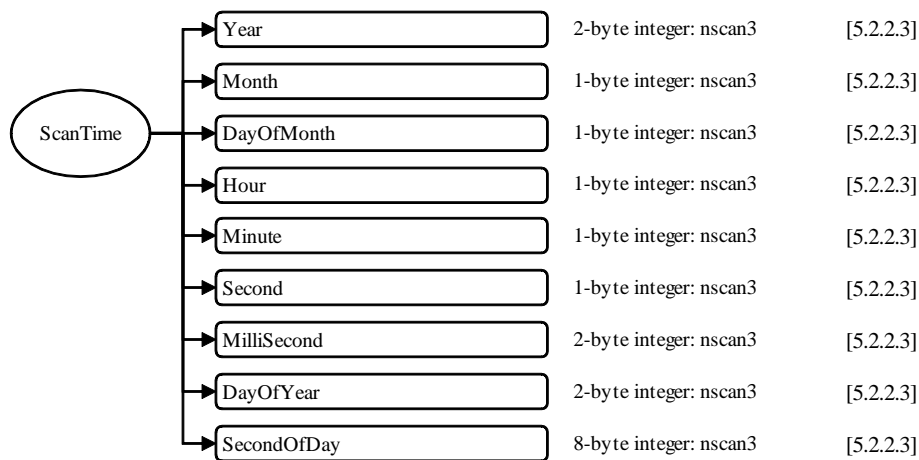 Year 2-byte integer: nscan3 [5.2.2.3]
Month 1-byte integer: nscan3 [5.2.2.3]
ScanTime DayOfMonth 1-byte integer: nscan3 [5.2.2.3]
Hour 1-byte integer: nscan3 [5.2.2.3]
Minute 1-byte integer: nscan3 [5.2.2.3]
Second 1-byte integer: nscan3 [5.2.2.3]
MilliSecond 2-byte integer: nscan3 [5.2.2.3]
DayOfYear 2-byte integer: nscan3 [5.2.2.3]
SecondOfDay 8-byte integer: nscan3 [5.2.2.3]